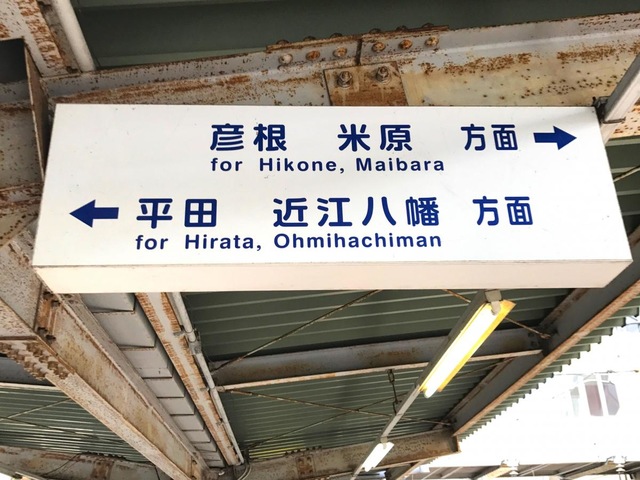 彦根 米原 方面 →
for Hikone, Maibara
← 平田 近江八幡 方面
for Hirata, Ohmihachiman